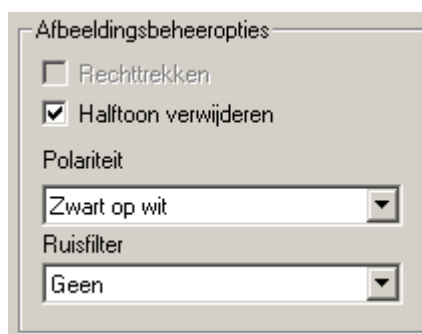 Afbeeldingsbeheeropties
Rechttrekken
Halftoon verwijderen
Polariteit
Zwart op wit
Ruisfilter
Geen